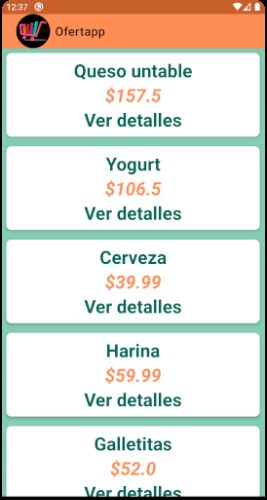 12:37
Ofertapp
Queso untable
$157.5
Ver detalles
Yogurt
$106.5
Ver detalles
Cerveza
$39.99
Ver detalles
Harina
$59.99
Ver detalles
Galletitas
$52.0
Ver detalles